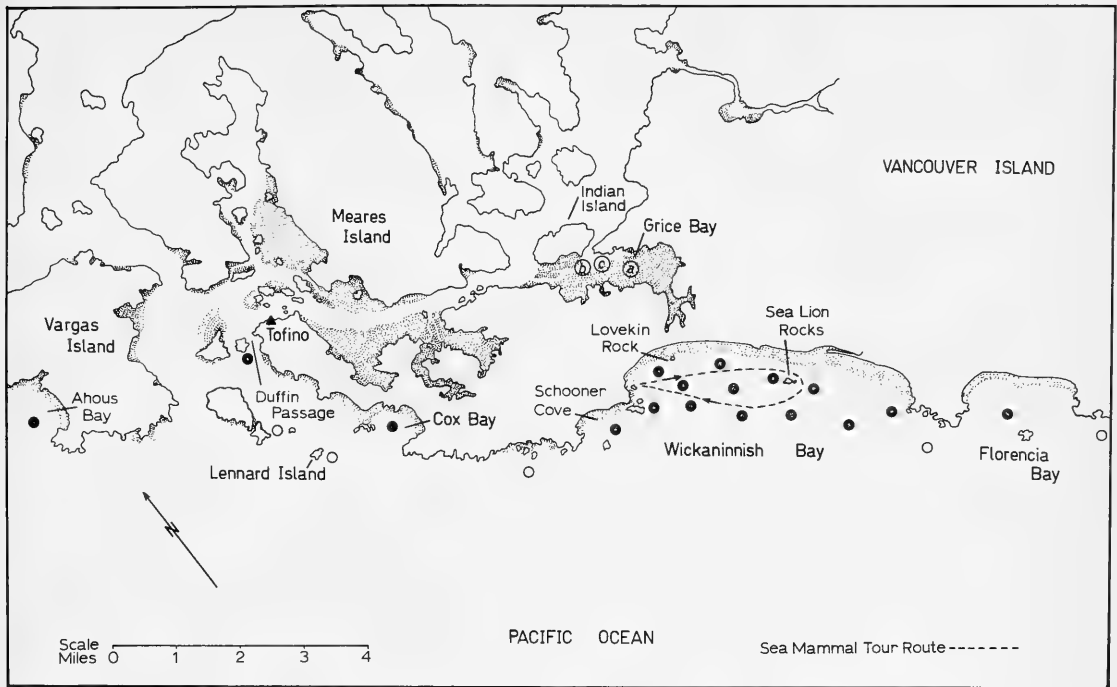 VANCOUVER ISLAND
Indian
Island
Meares
Island
Grice Bay
b
c
a
Vargas
Island
Tofino
Lovekin
Rock
Sea Lion
Rocks
Ahous
Bay
Duffin
Passage
Schooner
Cove
Cox Bay
Lennard Island
Wickaninnish Bay
Florencia
Bay
N
PACIFIC OCEAN
Scale
Miles 0 1 2 3 4
Sea Mammal Tour Route